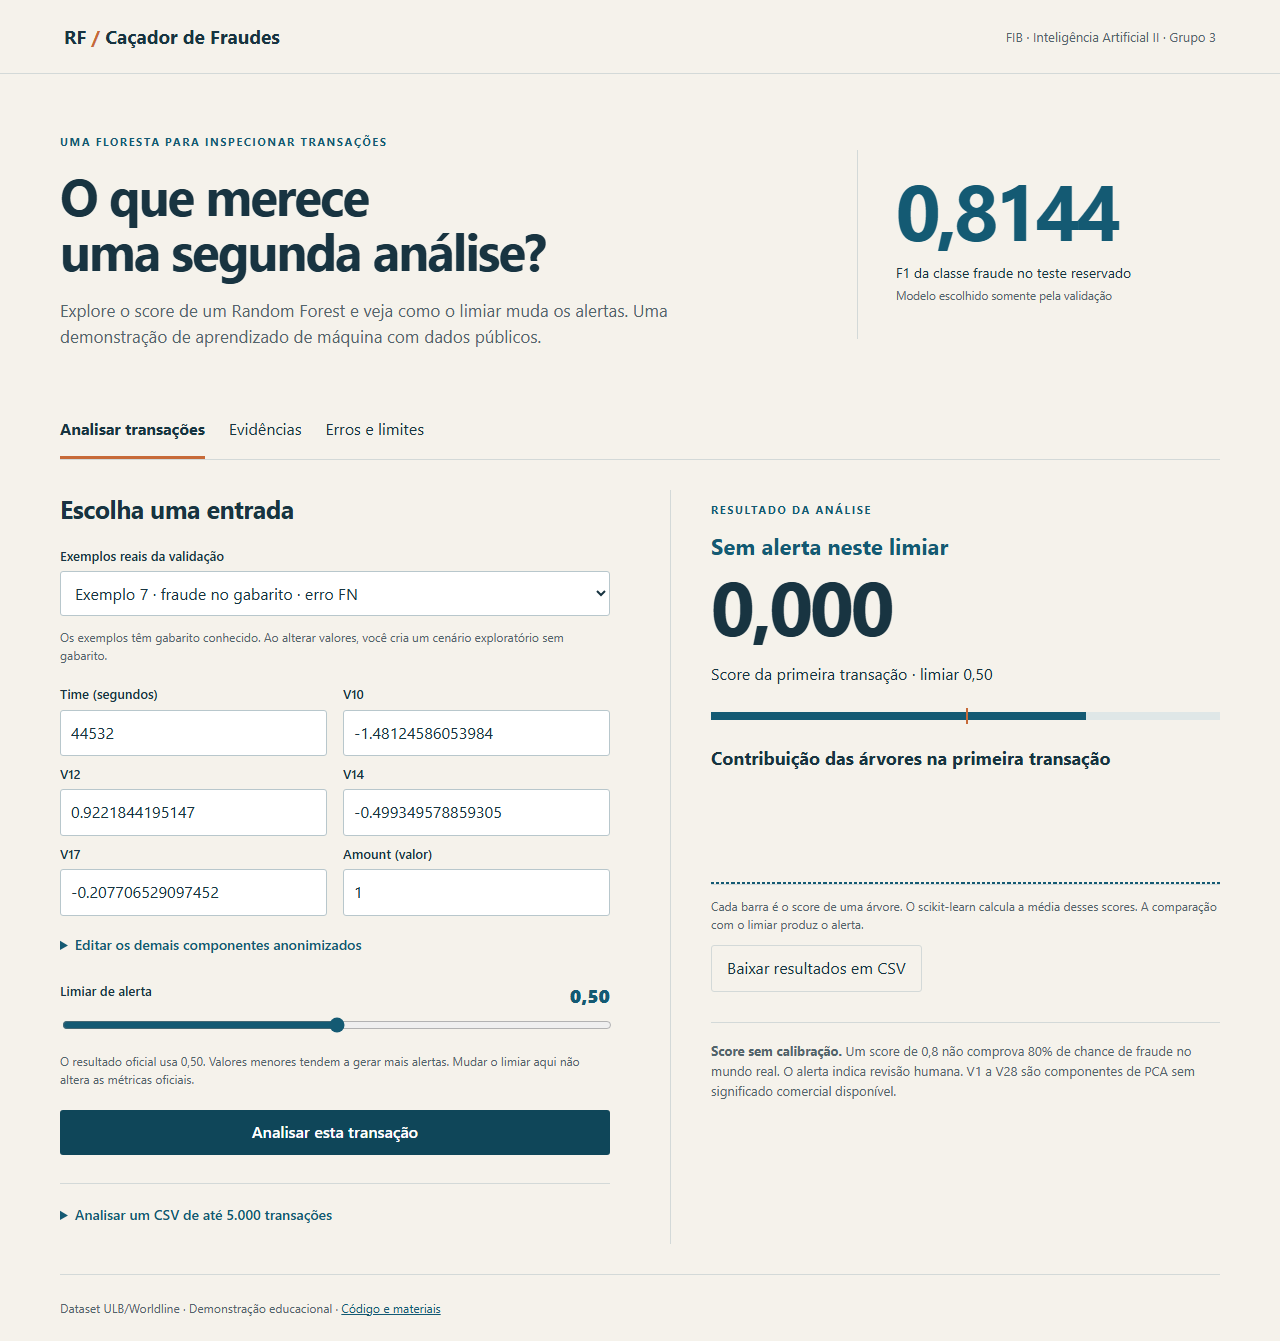 RF / Caçador de Fraudes
FIB · Inteligência Artificial II · Grupo 3
UMA FLORESTA PARA INSPECIONAR TRANSAÇÕES
O que merece
uma segunda análise?
Explore o score de um Random Forest e veja como o limiar muda os alertas. Uma
demonstração de aprendizado de máquina com dados públicos.
0,8144
F1 da classe fraude no teste reservado
Modelo escolhido somente pela validação
Analisar transações
Evidências
Erros e limites
Escolha uma entrada
Exemplos reais da validação
Exemplo 7 · fraude no gabarito · erro FN
Os exemplos têm gabarito conhecido. Ao alterar valores, você cria um cenário exploratório sem
gabarito.
Time (segundos)
44532
V10
-1.48124586053984
V12
0.9221844195147
V14
-0.499349578859305
V17
-0.207706529097452
Amount (valor)
1
Editar os demais componentes anonimizados
Limiar de alerta
0,50
O resultado oficial usa 0,50. Valores menores tendem a gerar mais alertas. Mudar o limiar aqui não
altera as métricas oficiais.
Analisar esta transação
Analisar um CSV de até 5.000 transações
RESULTADO DA ANÁLISE
Sem alerta neste limiar
0,000
Score da primeira transação · limiar 0,50
Contribuição das árvores na primeira transação
Cada barra é o score de uma árvore. O scikit-learn calcula a média desses scores. A comparação
com o limiar produz o alerta.
Baixar resultados em CSV
Score sem calibração. Um score de 0,8 não comprova 80% de chance de fraude no
mundo real. O alerta indica revisão humana. V1 a V28 são componentes de PCA sem
significado comercial disponível.
Dataset ULB/Worldline · Demonstração educacional · Código e materiais